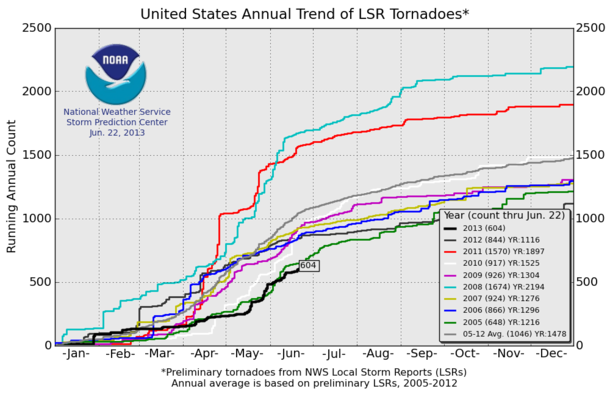 United States Annual Trend of LSR Tornadoes*
2500
2500
NOAA
2000
2000
National Weather Service
Storm Prediction Center
Jun. 22, 2013
1500
1500
Running Annual Count
1000
1000
Year (count thru Jun. 22)
2013 (604)
2012 (844) YR:1116
2011 (1570) YR:1897
2010 (917) YR:1525
2009 (926) YR:1304
2008 (1674) YR:2194
2007 (924) YR:1276
2006 (866) YR:1296
2005 (648) YR:1216
05-12 Avg. (1046) YR:1478
604
500
500
0
0
-Jan- -Feb- -Mar- -Apr- -May- -Jun- -Jul- -Aug- -Sep- -Oct- -Nov- -Dec-
*Preliminary tornadoes from NWS Local Storm Reports (LSRs)
Annual average is based on preliminary LSRs, 2005-2012